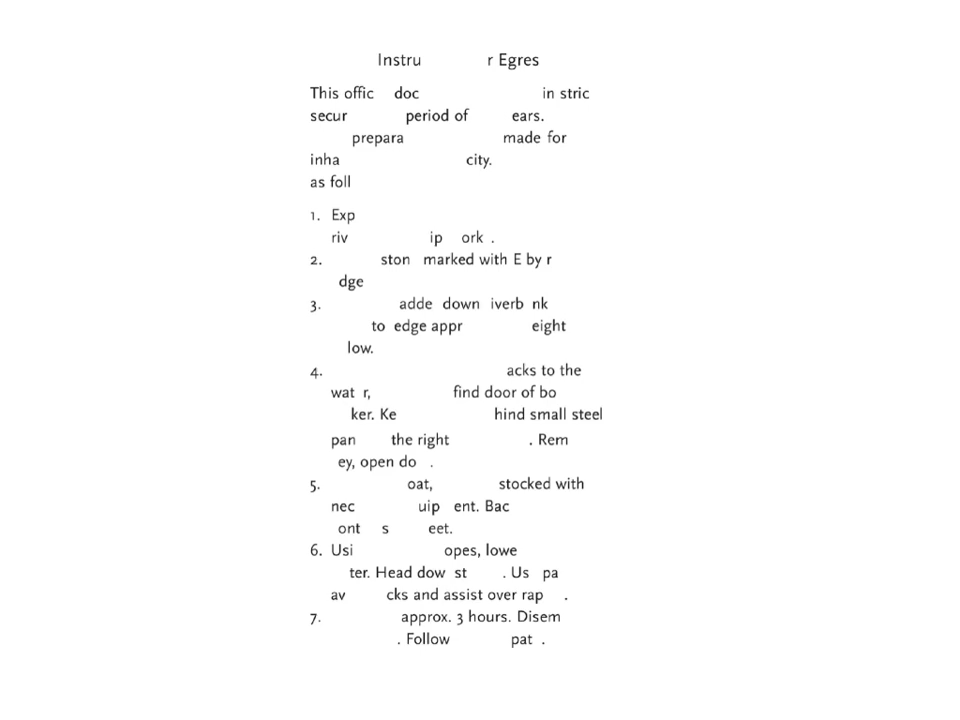 Instru r Egres
This offic doc in stric
secur period of ears.
prepara made for
inha city.
as foll
1. Exp
riv ip ork .
2. ston marked with E by r
dge
3. adde down iverb nk
to edge appr eight
low.
4. acks to the
wat r, find door of bo
ker. Ke hind small steel
pan the right . Rem
ey, open do .
5. oat, stocked with
nec uip ent. Bac
ont s eet.
6. Usi opes, lowe
ter. Head dow st . Us pa
av cks and assist over rap .
7. approx. 3 hours. Disem
. Follow pat .